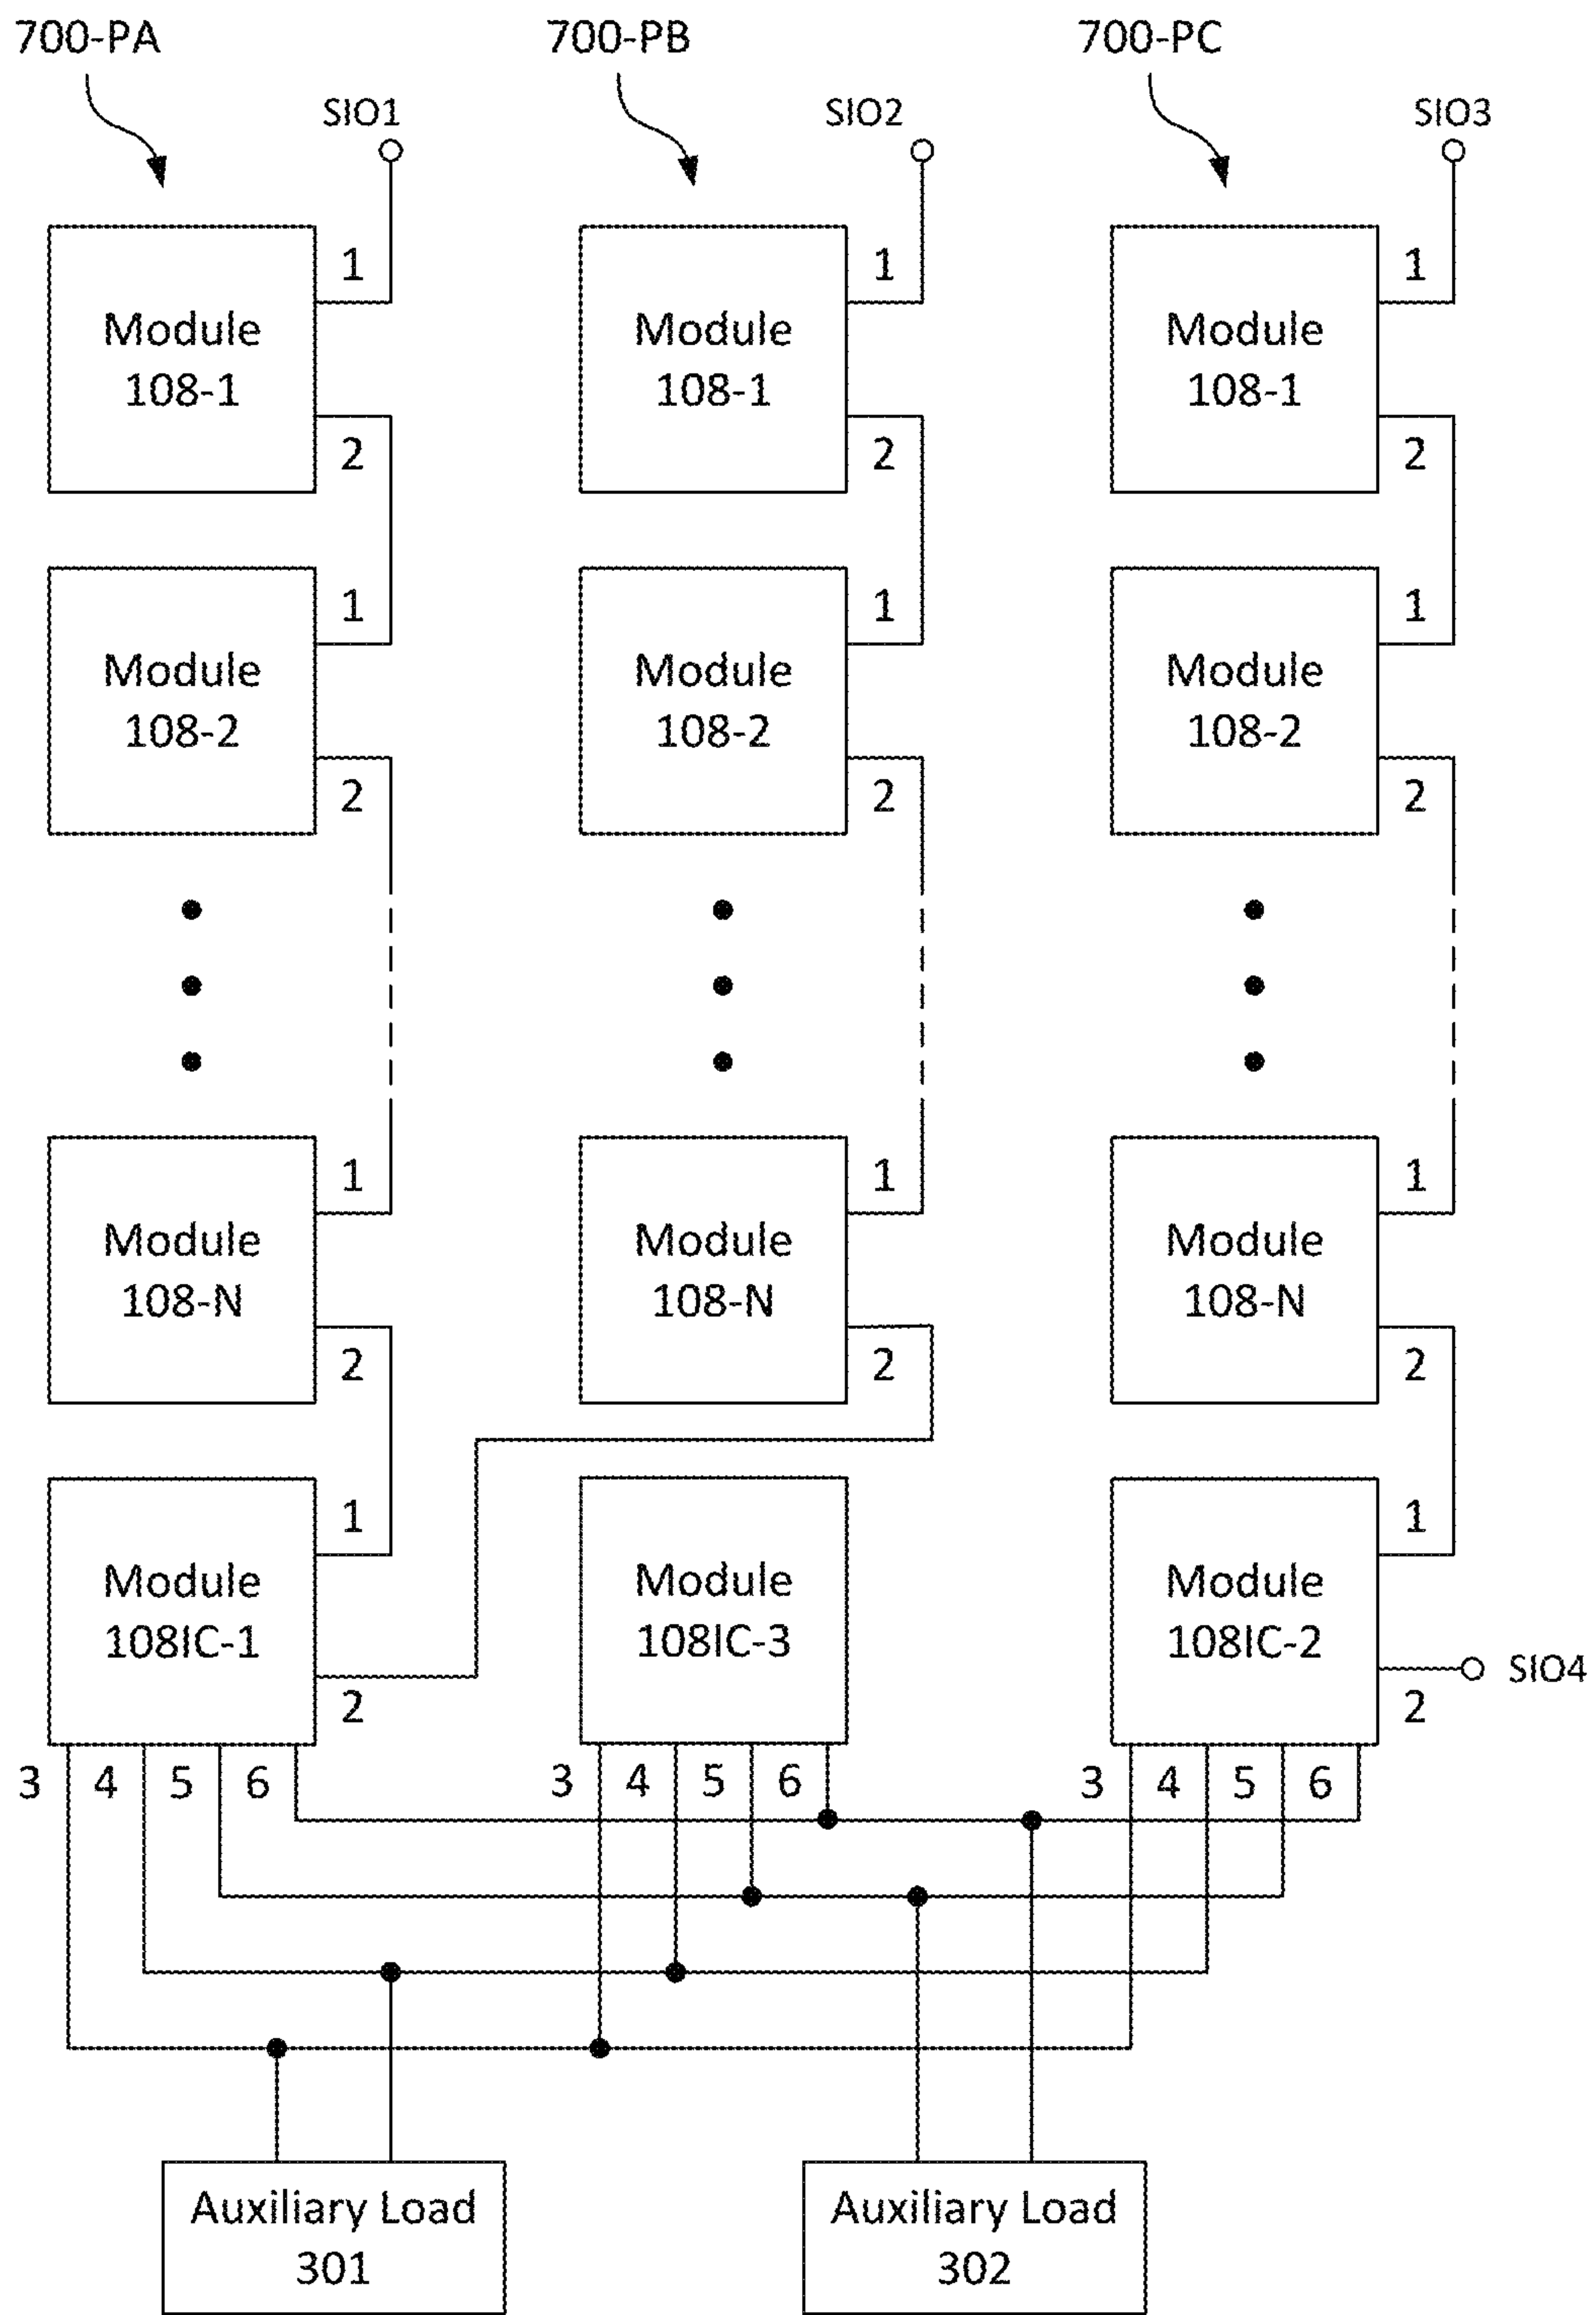 700-PA
700-PB
700-PC
SIO1
SIO2
SIO3
1
1
1
Module
108-1
Module
108-1
Module
108-1
2
2
2
1
1
1
Module
108-2
Module
108-2
Module
108-2
2
2
2
1
1
1
Module
108-N
Module
108-N
Module
108-N
2
2
2
1
1
Module
108IC-1
Module
108IC-3
Module
108IC-2
SIO4
2
2
3 4 5 6
3 4 5 6
3 4 5 6
Auxiliary Load
301
Auxiliary Load
302